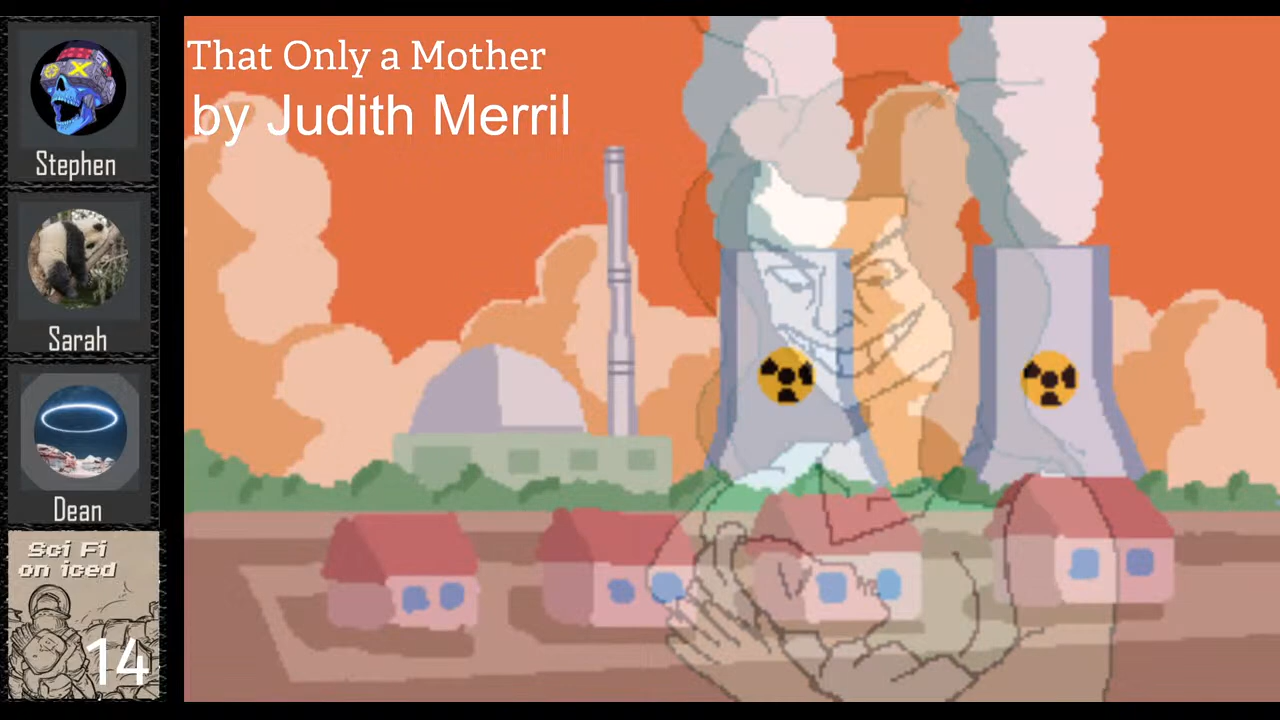 That Only a Mother
by Judith Merril
Stephen
Sarah
Dean
Sci Fi
on iced
14